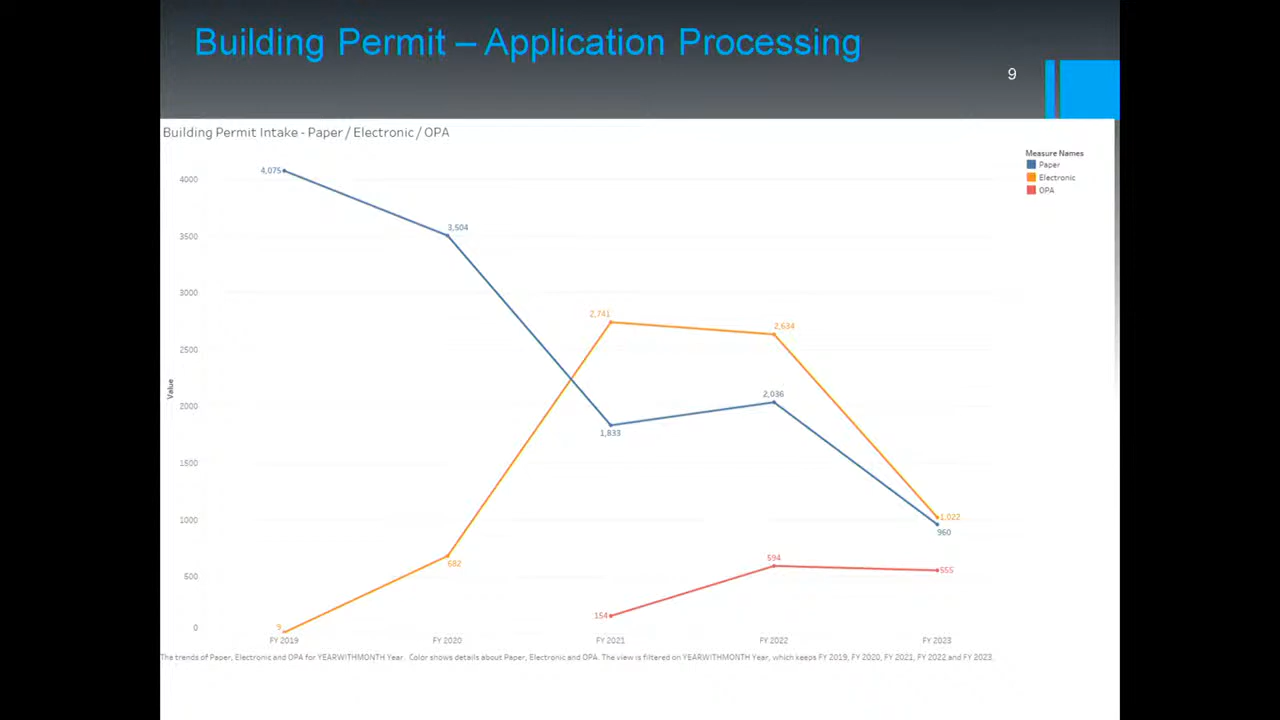 Building Permit – Application Processing
9
Building Permit Intake - Paper / Electronic / OPA
Measure Names
Paper
Electronic
OPA
4,075
4000
3,504
3500
3000
2,741
2,634
2500
Value
2,036
2000
1,833
1500
1,022
1000
960
682
594
555
500
154
9
0
FY 2019
FY 2020
FY 2021
FY 2022
FY 2023
The trends of Paper, Electronic and OPA for YEARWITHMONTH Year. Color shows details about Paper, Electronic and OPA. The view is filtered on YEARWITHMONTH Year, which keeps FY 2019, FY 2020, FY 2021, FY 2022 and FY 2023.